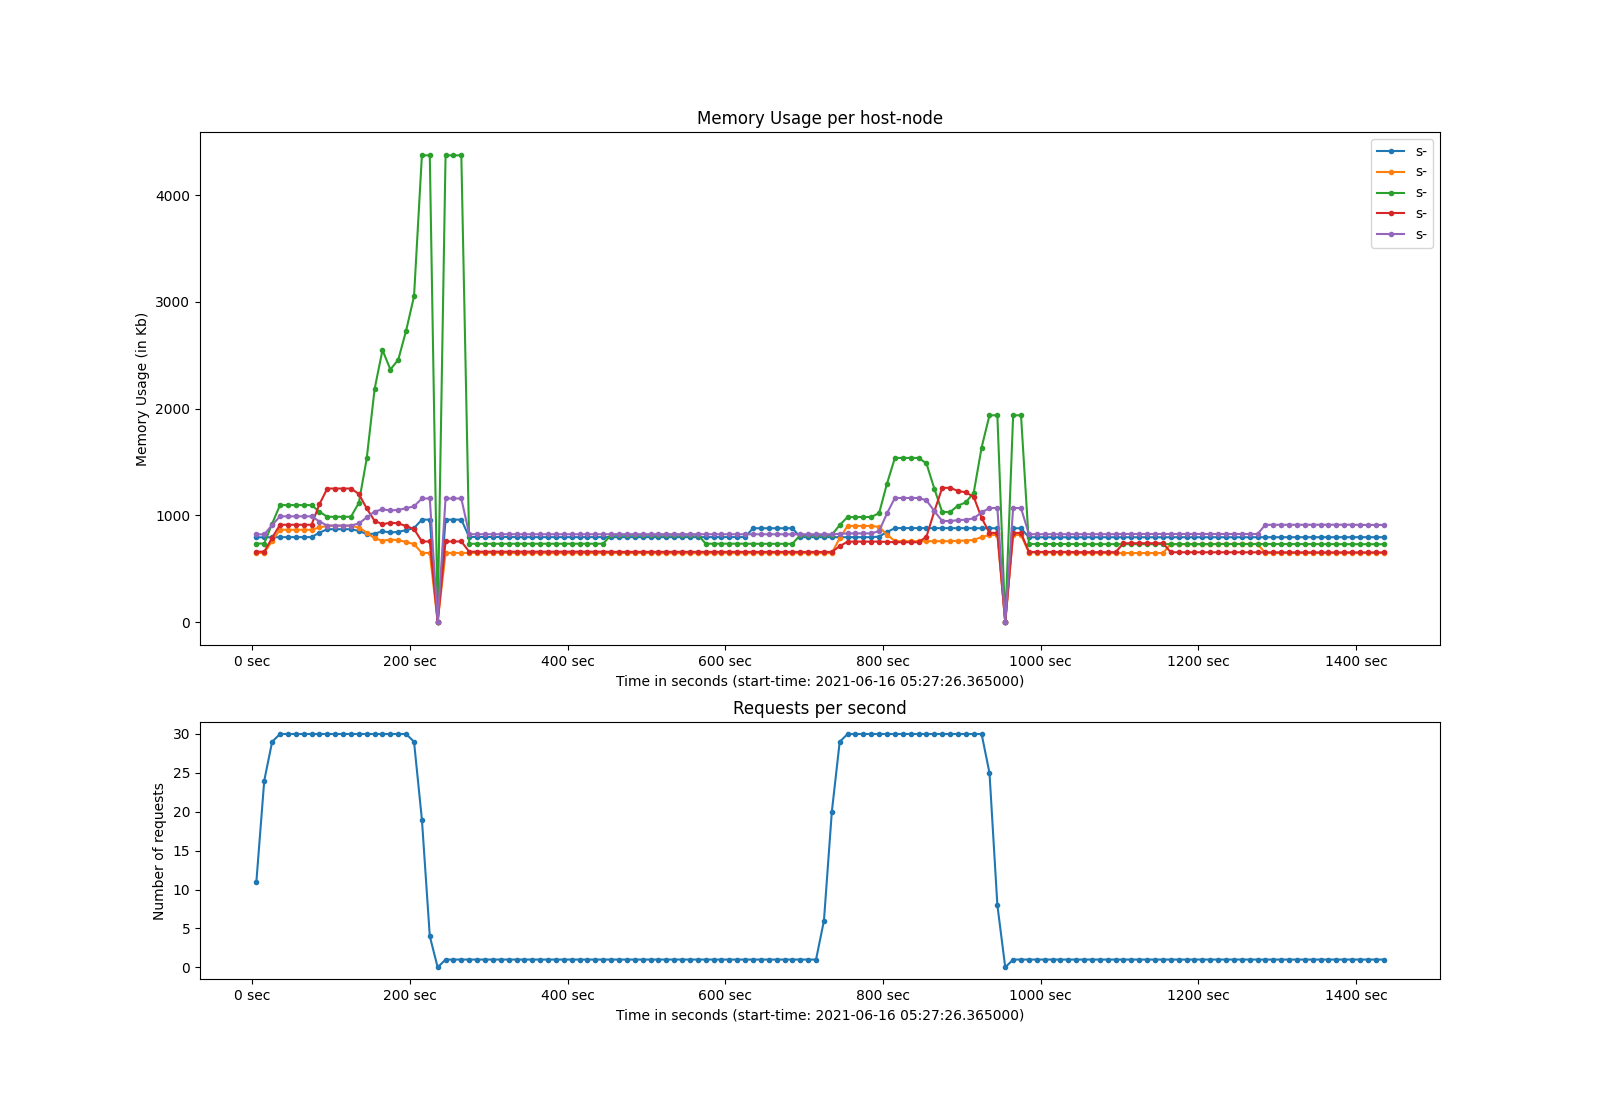 Memory Usage per host-node
s-
s-
s-
s-
s-
4000
3000
2000
1000
0
Memory Usage (in Kb)
0 sec 200 sec 400 sec 600 sec 800 sec 1000 sec 1200 sec 1400 sec
Time in seconds (start-time: 2021-06-16 05:27:26.365000)
Requests per second
30
25
20
15
10
5
0
Number of requests
0 sec 200 sec 400 sec 600 sec 800 sec 1000 sec 1200 sec 1400 sec
Time in seconds (start-time: 2021-06-16 05:27:26.365000)